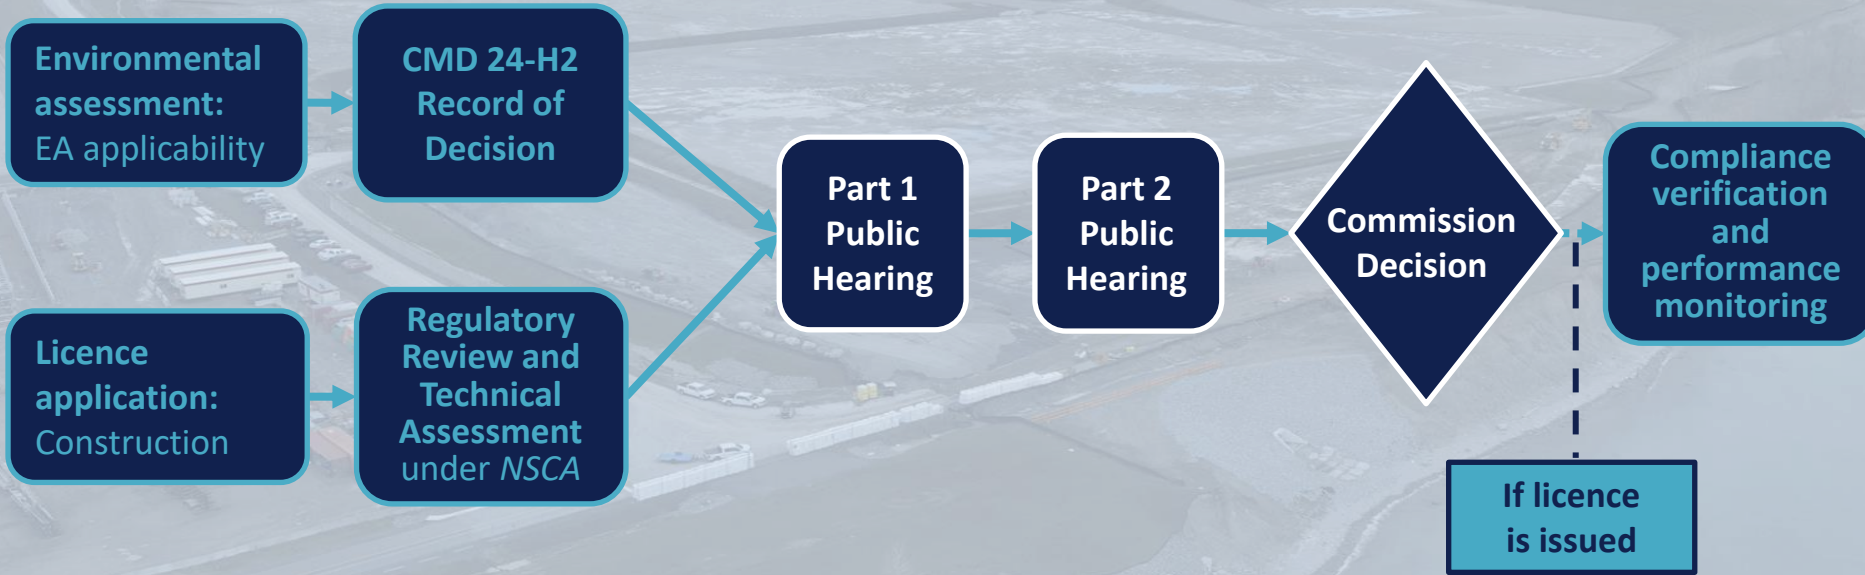 Environmental
assessment:
EA applicability
CMD 24-H2
Record of
Decision
Licence
application:
Construction
Regulatory
Review and
Technical
Assessment
under NSCA
Part 1
Public
Hearing
Part 2
Public
Hearing
Commission
Decision
Compliance
verification
and
performance
monitoring
If licence
is issued